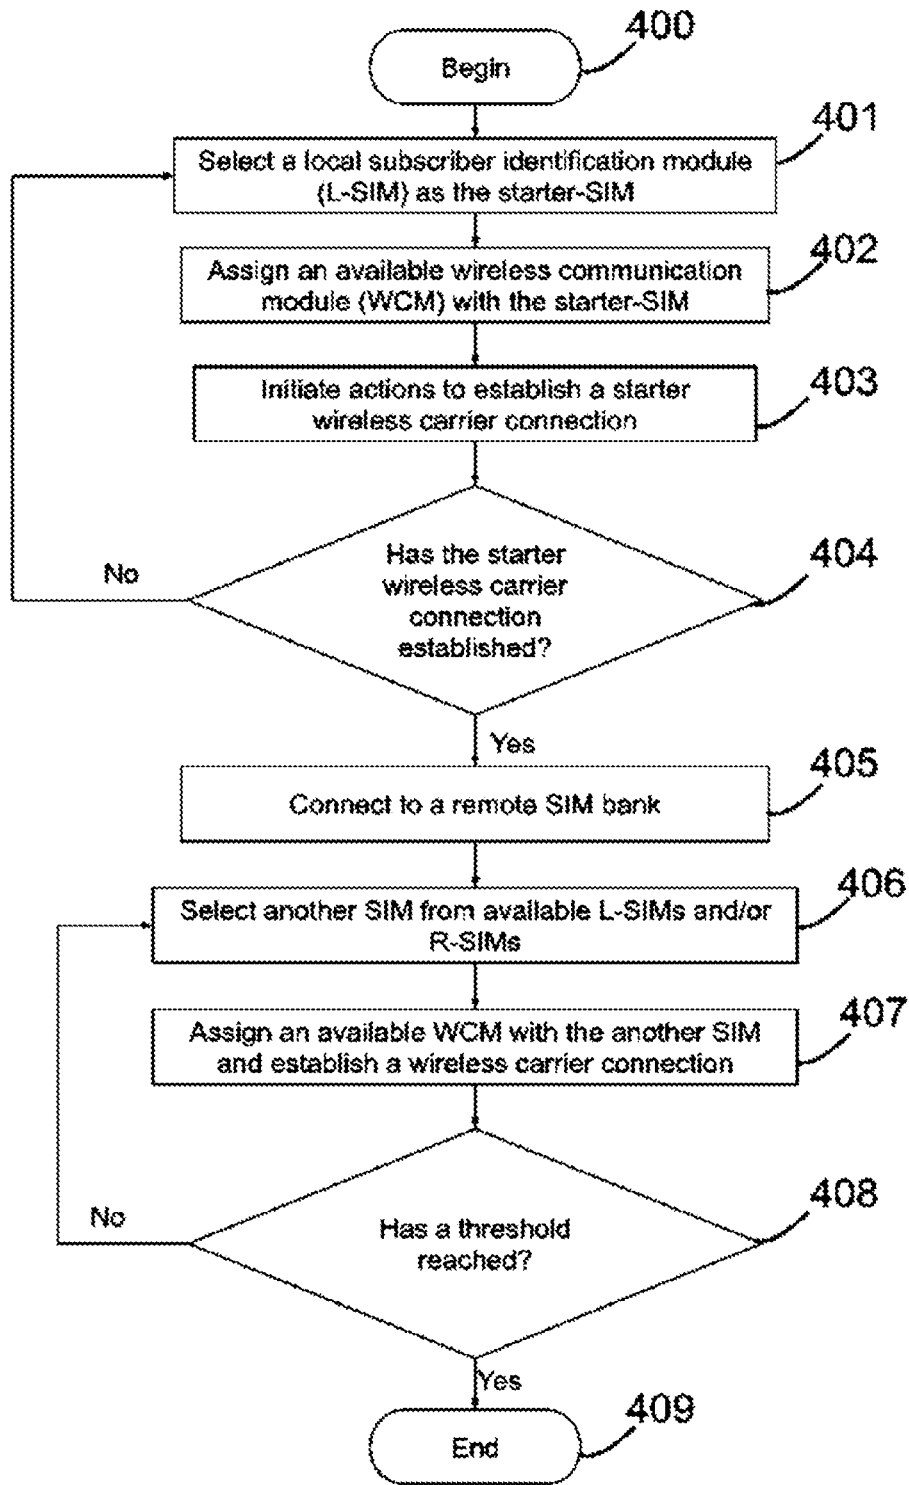 400
Begin
401
Select a local subscriber identification module
(L-SIM) as the starter-SIM
402
Assign an available wireless communication
module (WCM) with the starter-SIM
403
Initiate actions to establish a starter
wireless carrier connection
404
Has the starter
wireless carrier
connection
established?
No
Yes
405
Connect to a remote SIM bank
406
Select another SIM from available L-SIMs and/or
R-SIMs
407
Assign an available WCM with the another SIM
and establish a wireless carrier connection
408
Has a threshold
reached?
No
Yes
409
End